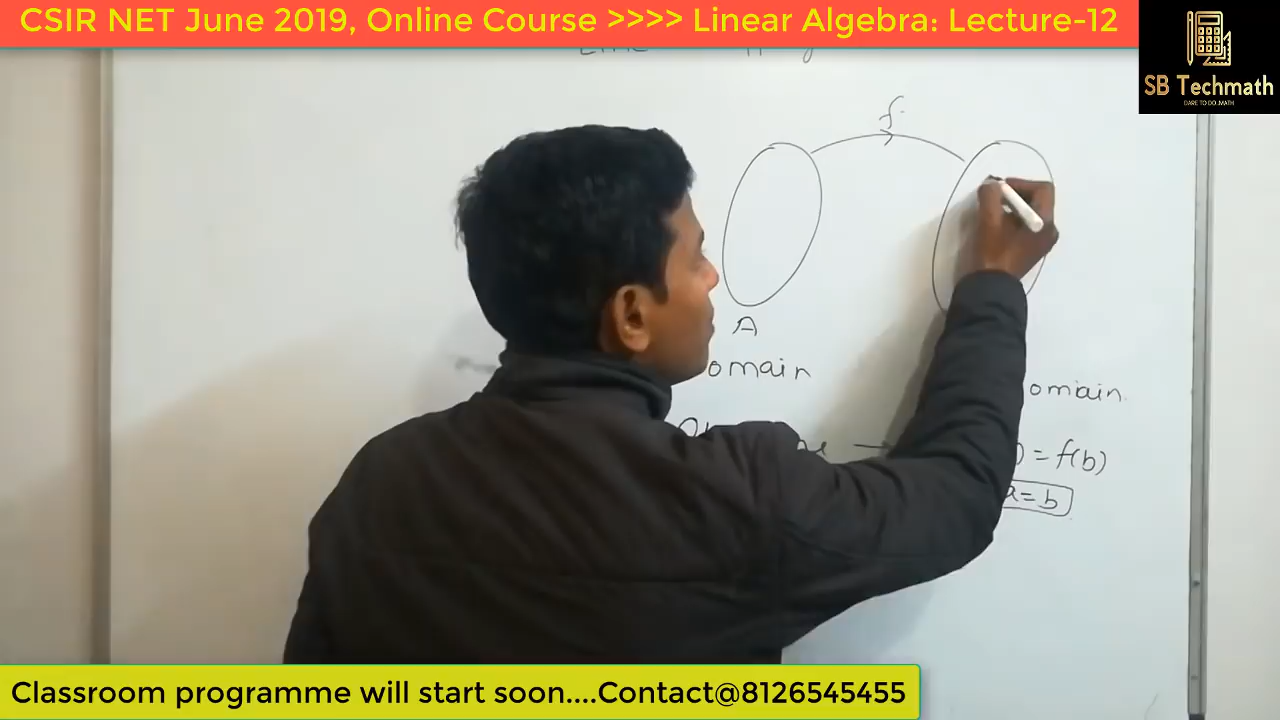 CSIR NET June 2019, Online Course >>>> Linear Algebra: Lecture-12
SB Techmath
DARE TO DO..MATH
f
A
omain
omain.
) = f(b)
a = b
Classroom programme will start soon....Contact@8126545455